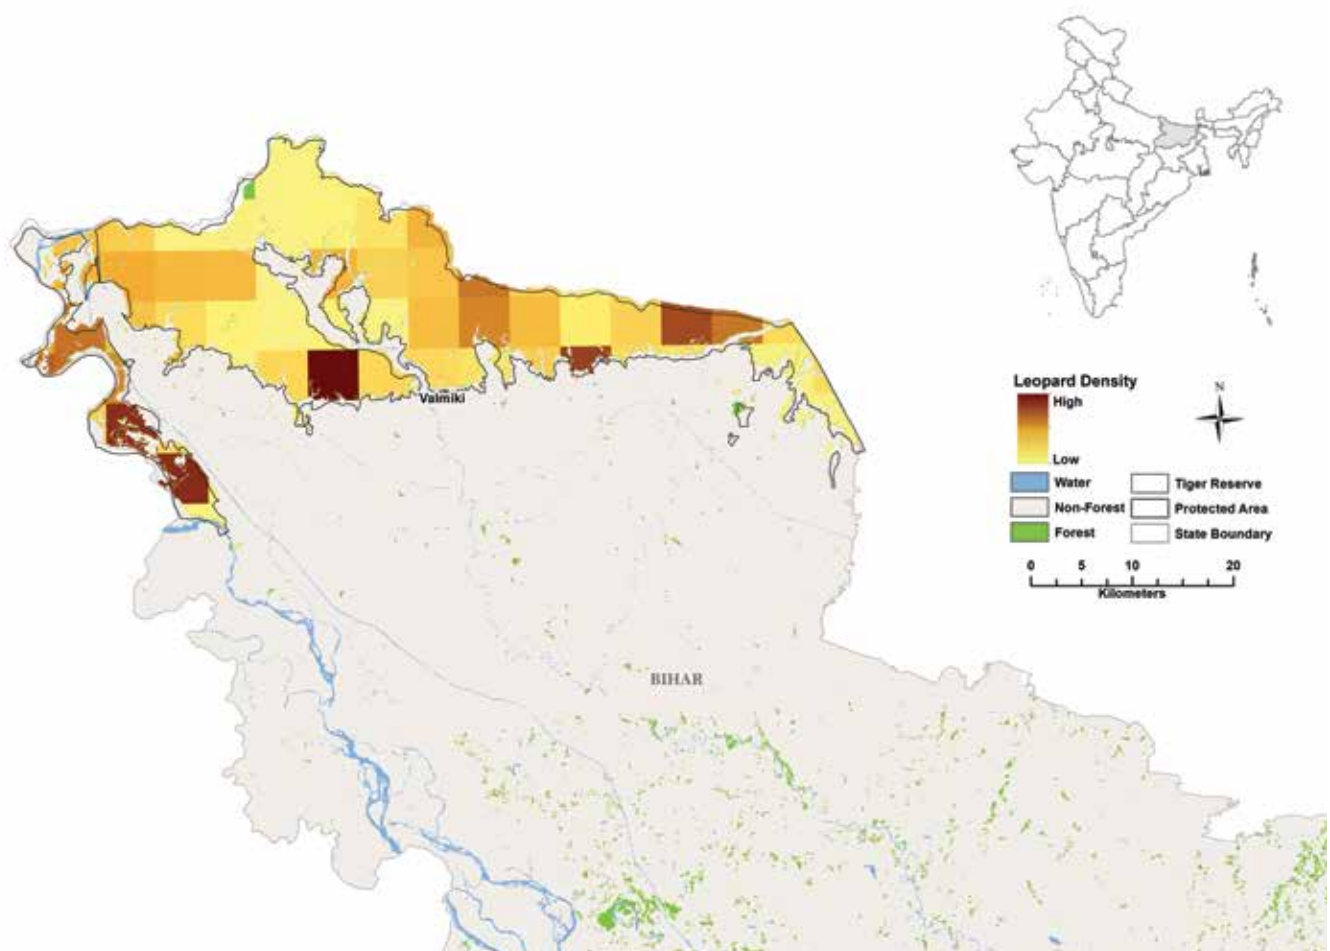 Valmiki
BIHAR
Leopard Density
High
Low
Water
Non-Forest
Forest
Tiger Reserve
Protected Area
State Boundary
N
0 5 10 20
Kilometers